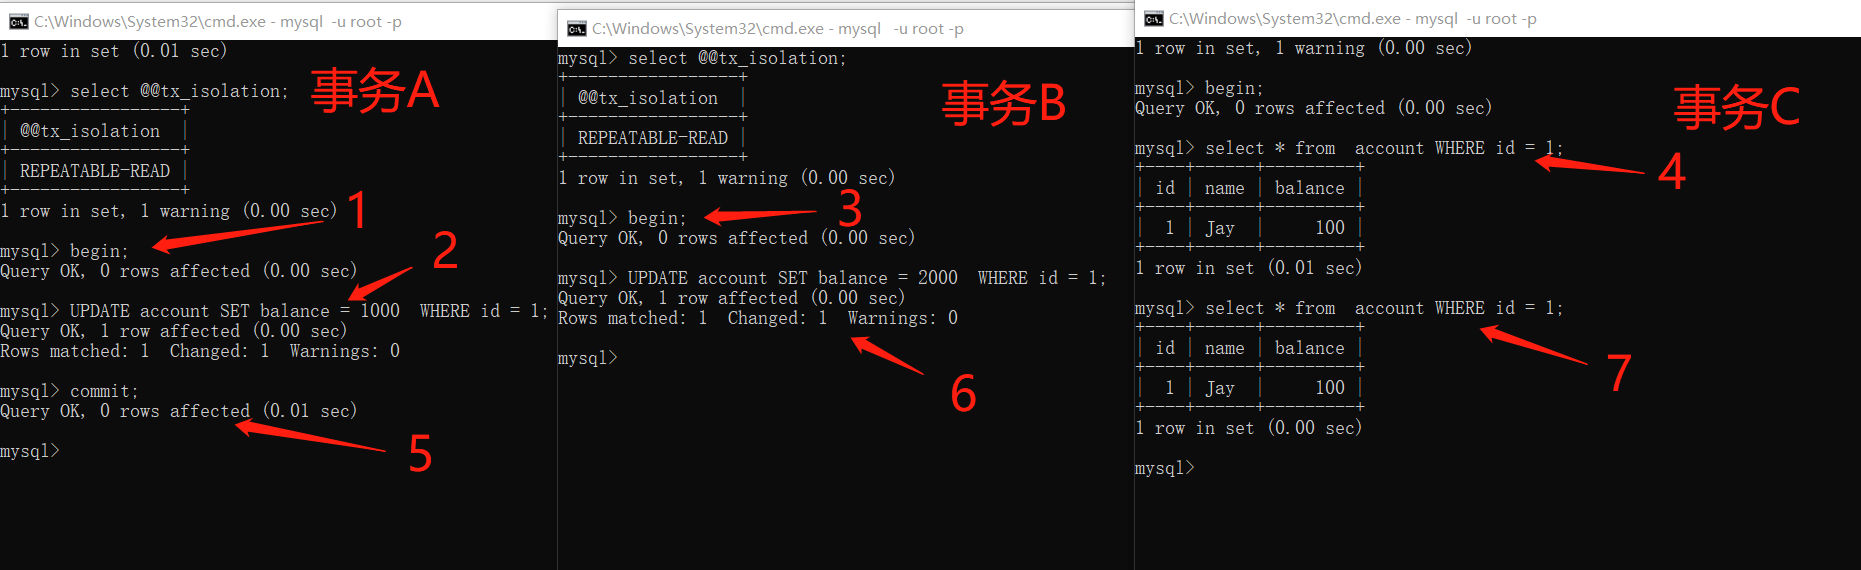 C:\Windows\System32\cmd.exe - mysql  -u root -p
1 row in set (0.01 sec)
mysql> select @@tx_isolation;
事务A
+-----------------+
| @@tx_isolation  |
+-----------------+
| REPEATABLE-READ |
+-----------------+
1 row in set, 1 warning (0.00 sec)
1
mysql> begin;
Query OK, 0 rows affected (0.00 sec)
2
mysql> UPDATE account SET balance = 1000  WHERE id = 1;
Query OK, 1 row affected (0.00 sec)
Rows matched: 1  Changed: 1  Warnings: 0
mysql> commit;
Query OK, 0 rows affected (0.01 sec)
5
mysql>
C:\Windows\System32\cmd.exe - mysql   -u root -p
mysql> select @@tx_isolation;
+-----------------+
| @@tx_isolation  |
事务B
+-----------------+
| REPEATABLE-READ |
+-----------------+
1 row in set, 1 warning (0.00 sec)
3
mysql> begin;
Query OK, 0 rows affected (0.00 sec)
mysql> UPDATE account SET balance = 2000  WHERE id = 1;
Query OK, 1 row affected (0.00 sec)
Rows matched: 1  Changed: 1  Warnings: 0
mysql>
6
C:\Windows\System32\cmd.exe - mysql  -u root -p
1 row in set, 1 warning (0.00 sec)
mysql> begin;
Query OK, 0 rows affected (0.00 sec)
事务C
mysql> select * from  account WHERE id = 1;
4
+----+------+---------+
| id | name | balance |
+----+------+---------+
|  1 | Jay  |     100 |
+----+------+---------+
1 row in set (0.01 sec)
mysql> select * from  account WHERE id = 1;
+----+------+---------+
| id | name | balance |
+----+------+---------+
7
|  1 | Jay  |     100 |
+----+------+---------+
1 row in set (0.00 sec)
mysql>